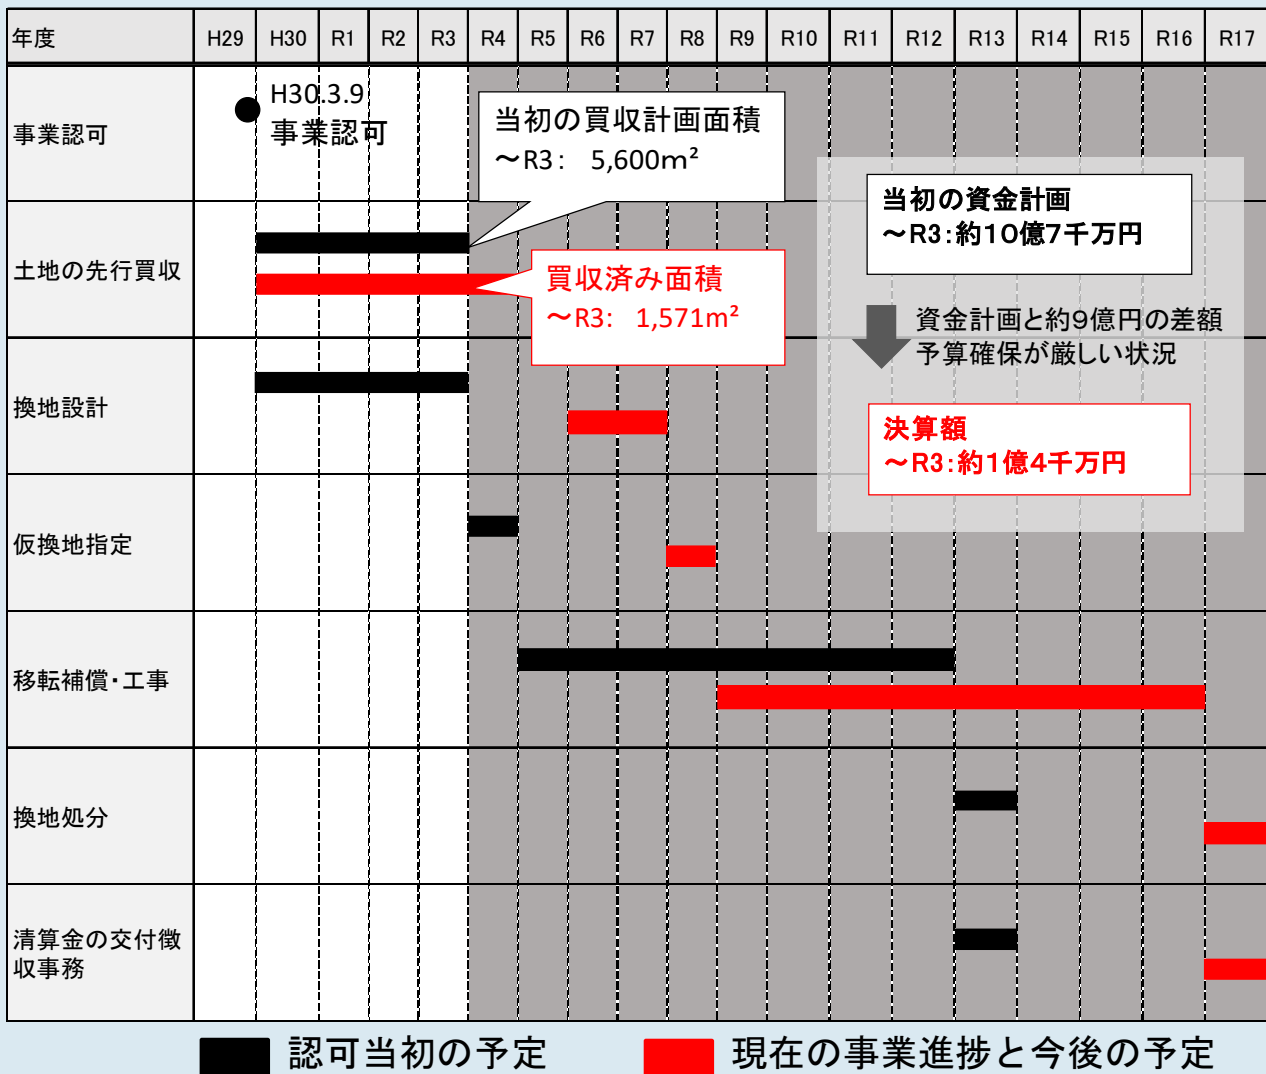 年度 H29 H30 R1 R2 R3 R4 R5 R6 R7 R8 R9 R10 R11 R12 R13 R14 R15 R16 R17
事業認可
H30.3.9
事業認可
当初の買収計画面積
～R3： 5,600m²
当初の資金計画
～R3：約10億7千万円
土地の先行買収
買収済み面積
～R3： 1,571m²
資金計画と約9億円の差額
予算確保が厳しい状況
換地設計
決算額
～R3：約1億4千万円
仮換地指定
移転補償・工事
換地処分
清算金の交付徴
収事務
認可当初の予定
現在の事業進捗と今後の予定